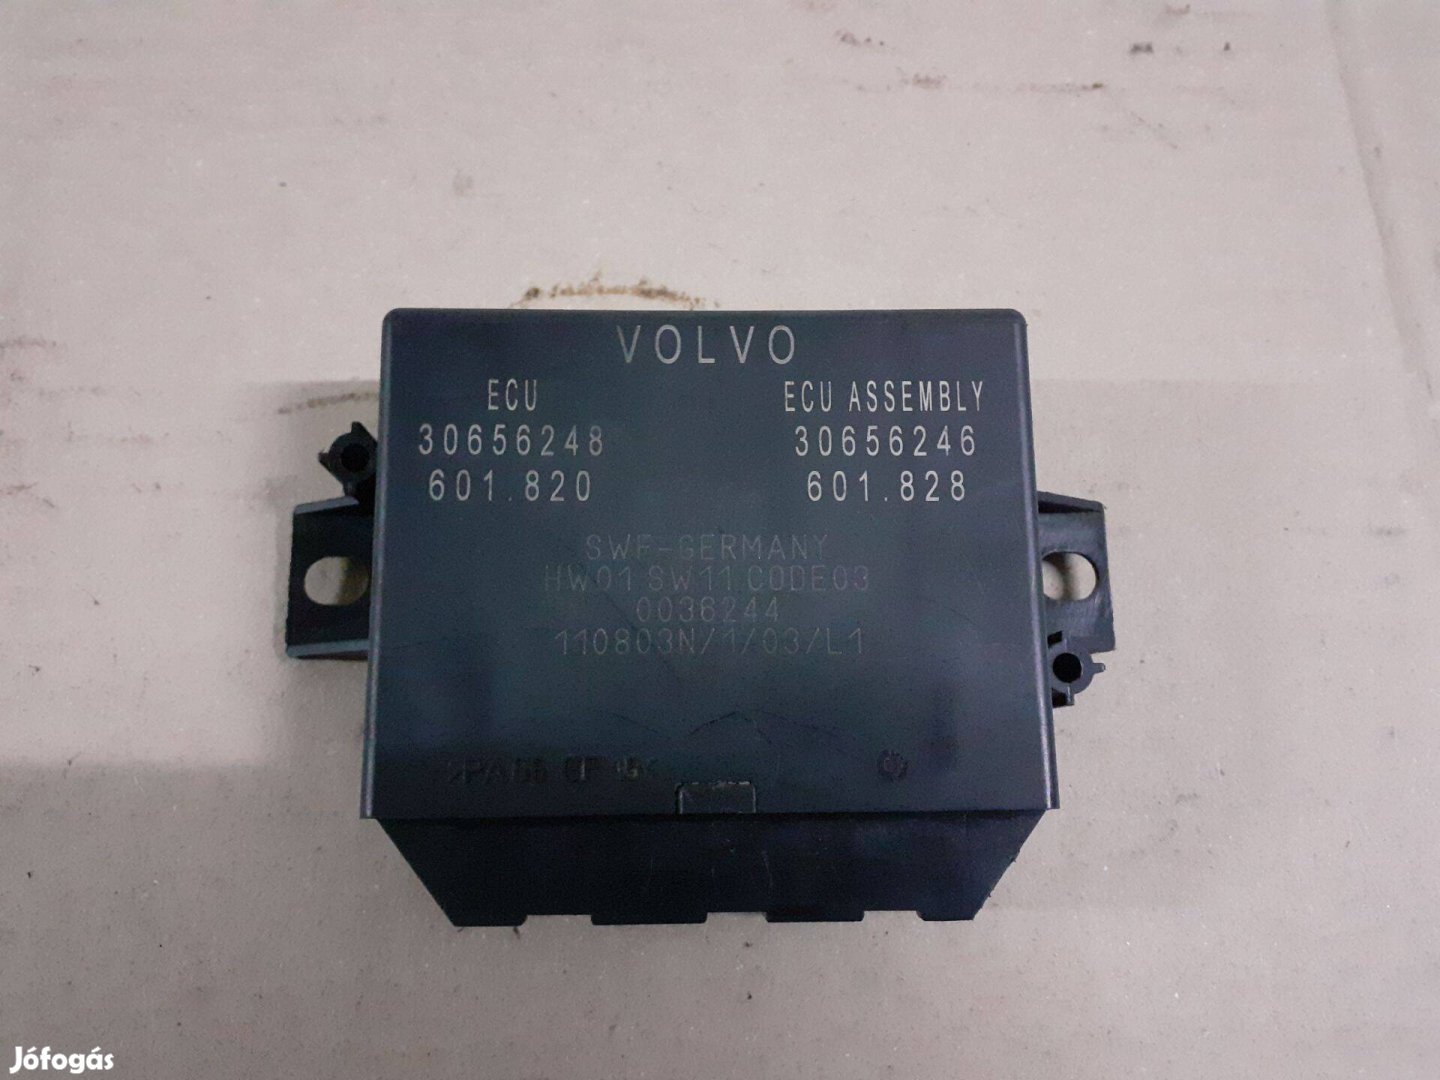 VOLVO
ECU
30656248
601.820
ECU ASSEMBLY
30656246
601.828
SWF-GERMANY
HW01 SW11 CODE03
0036244
110803N/1/03/L1
Jófogás